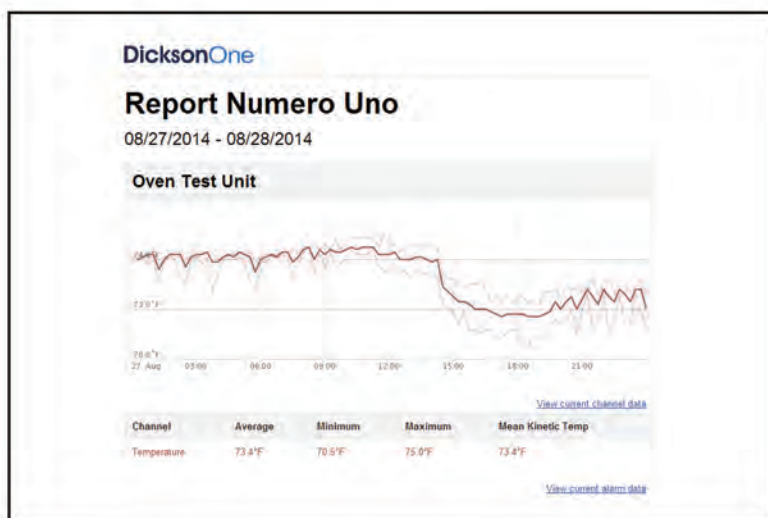 DicksonOne
Report Numero Uno
08/27/2014 - 08/28/2014
Oven Test Unit
70.0°F
27. Aug 03:00 06:00 09:00 12:00 15:00 18:00 21:00
View current channel data
Channel Average Minimum Maximum Mean Kinetic Temp
Temperature 73.4°F 70.5°F 75.0°F 73.4°F
View current alarm data